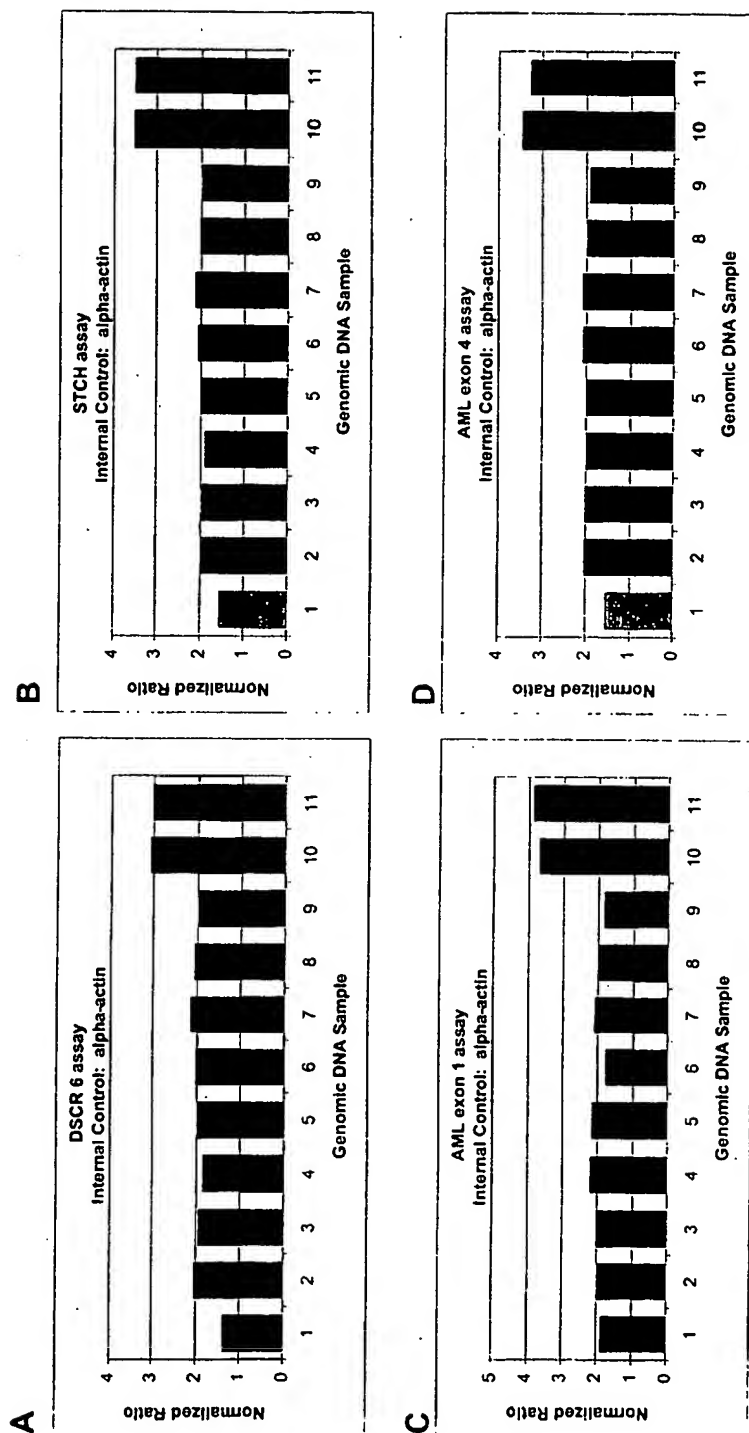 A
DSCR 6 assay
Internal Control: alpha-actin
Normalized Ratio
4
3
2
1
0
1 2 3 4 5 6 7 8 9 10 11
Genomic DNA Sample
B
STCH assay
Internal Control: alpha-actin
Normalized Ratio
4
3
2
1
0
1 2 3 4 5 6 7 8 9 10 11
Genomic DNA Sample
C
AML exon 1 assay
Internal Control: alpha-actin
Normalized Ratio
5
4
3
2
1
0
1 2 3 4 5 6 7 8 9 10 11
Genomic DNA Sample
D
AML exon 4 assay
Internal Control: alpha-actin
Normalized Ratio
4
3
2
1
0
1 2 3 4 5 6 7 8 9 10 11
Genomic DNA Sample